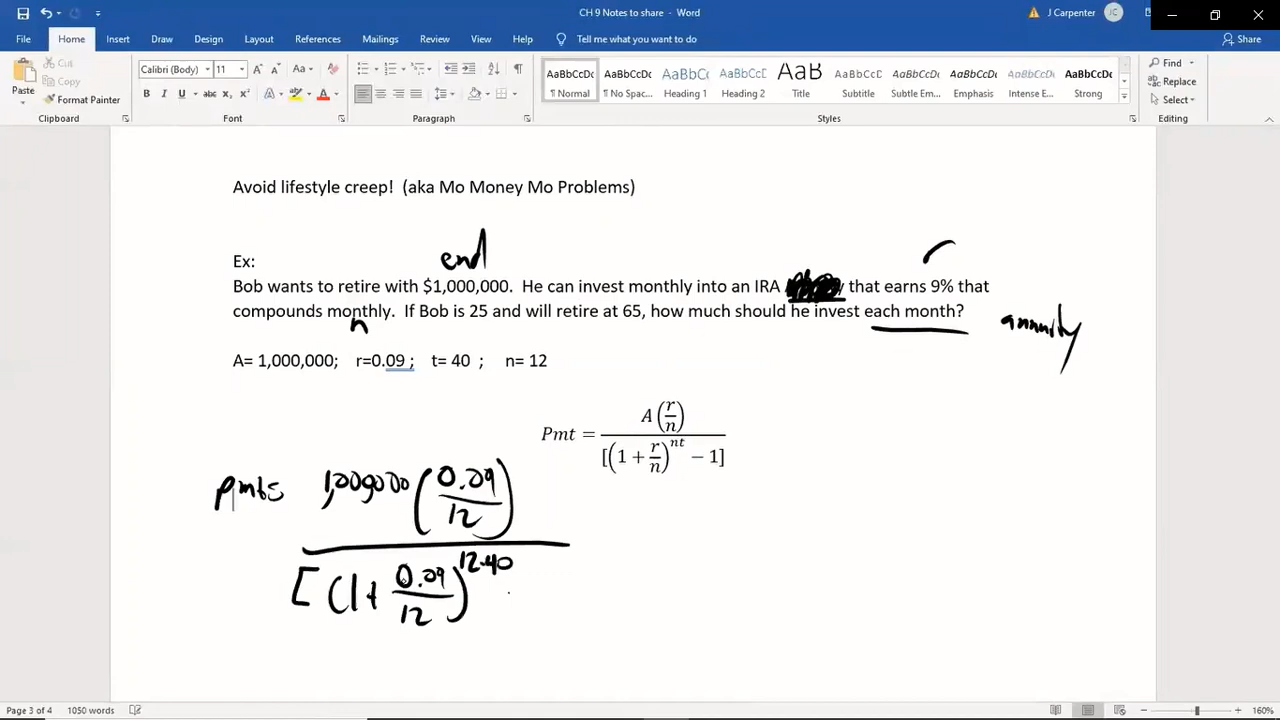 CH 9 Notes to share - Word
J Carpenter JC
File Home Insert Draw Design Layout References Mailings Review View Help Tell me what you want to do Share
Cut
Copy
Paste
Format Painter
Calibri (Body) 11
AaBbCcDc AaBbCcDc AaBbCc AaBbCcD AaB AaBbCcD AaBbCcDc AaBbCcDc AaBbCcDc AaBbCcDc
¶ Normal ¶ No Spac... Heading 1 Heading 2 Title Subtitle Subtle Em... Emphasis Intense E... Strong
Find
Replace
Select
Clipboard Font Paragraph Styles Editing
Avoid lifestyle creep! (aka Mo Money Mo Problems)
end
r
Ex:
Bob wants to retire with $1,000,000. He can invest monthly into an IRA that earns 9% that
compounds monthly. If Bob is 25 and will retire at 65, how much should he invest each month?
n
annuity
A= 1,000,000; r=0.09 ; t= 40 ; n= 12
Pmt = A(r/n) / [(1 + r/n)^nt − 1]
pmt= 1,000,000 (0.09/12)
[ (1+ 0.09/12)^12·40
Page 3 of 4 1050 words 160%